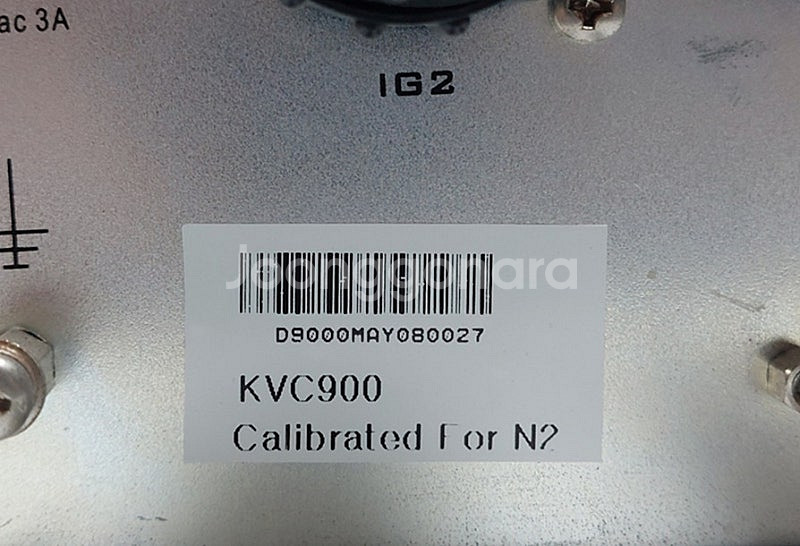 ac 3A
IG2
Joonggonara
D9000MAY080027
KVC900
Calibrated For N2